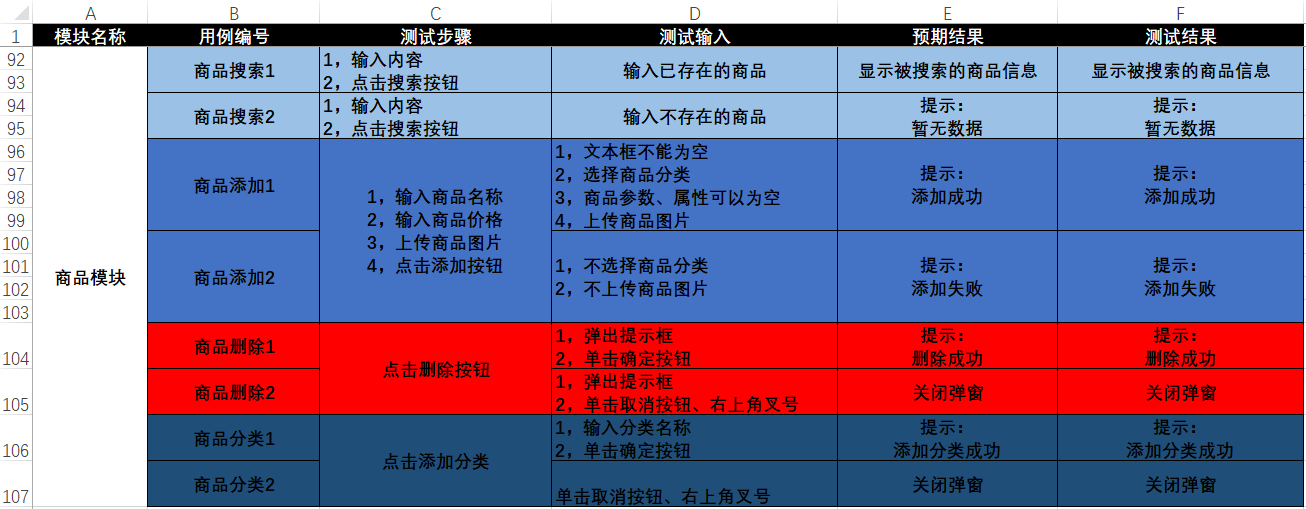 A B C D E F
1 模块名称 用例编号 测试步骤 测试输入 预期结果 测试结果
92 商品搜索1 1，输入内容 输入已存在的商品 显示被搜索的商品信息 显示被搜索的商品信息
93 2，点击搜索按钮
94 商品搜索2 1，输入内容 输入不存在的商品 提示： 提示：
95 2，点击搜索按钮 暂无数据 暂无数据
96 1，文本框不能为空
97 2，选择商品分类 提示： 提示：
商品添加1
98 1，输入商品名称 3，商品参数、属性可以为空 添加成功 添加成功
99 2，输入商品价格 4，上传商品图片
100 3，上传商品图片
101 4，点击添加按钮 1，不选择商品分类 提示： 提示：
商品模块 商品添加2
102 2，不上传商品图片 添加失败 添加失败
103
商品删除1 1，弹出提示框 提示： 提示：
104 点击删除按钮 2，单击确定按钮 删除成功 删除成功
商品删除2 1，弹出提示框 关闭弹窗 关闭弹窗
105 2，单击取消按钮、右上角叉号
商品分类1 1，输入分类名称 提示： 提示：
106 点击添加分类 2，单击确定按钮 添加分类成功 添加分类成功
商品分类2 关闭弹窗 关闭弹窗
107 单击取消按钮、右上角叉号